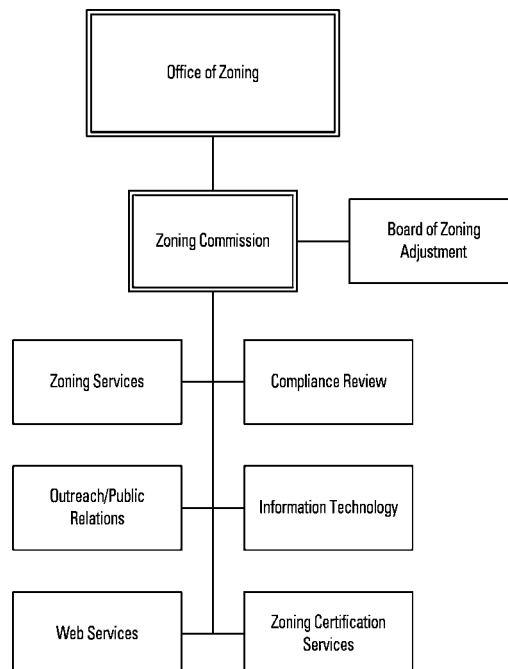 Office of Zoning
Zoning Commission
Board of Zoning
Adjustment
Zoning Services
Compliance Review
Outreach/Public
Relations
Information Technology
Web Services
Zoning Certification
Services